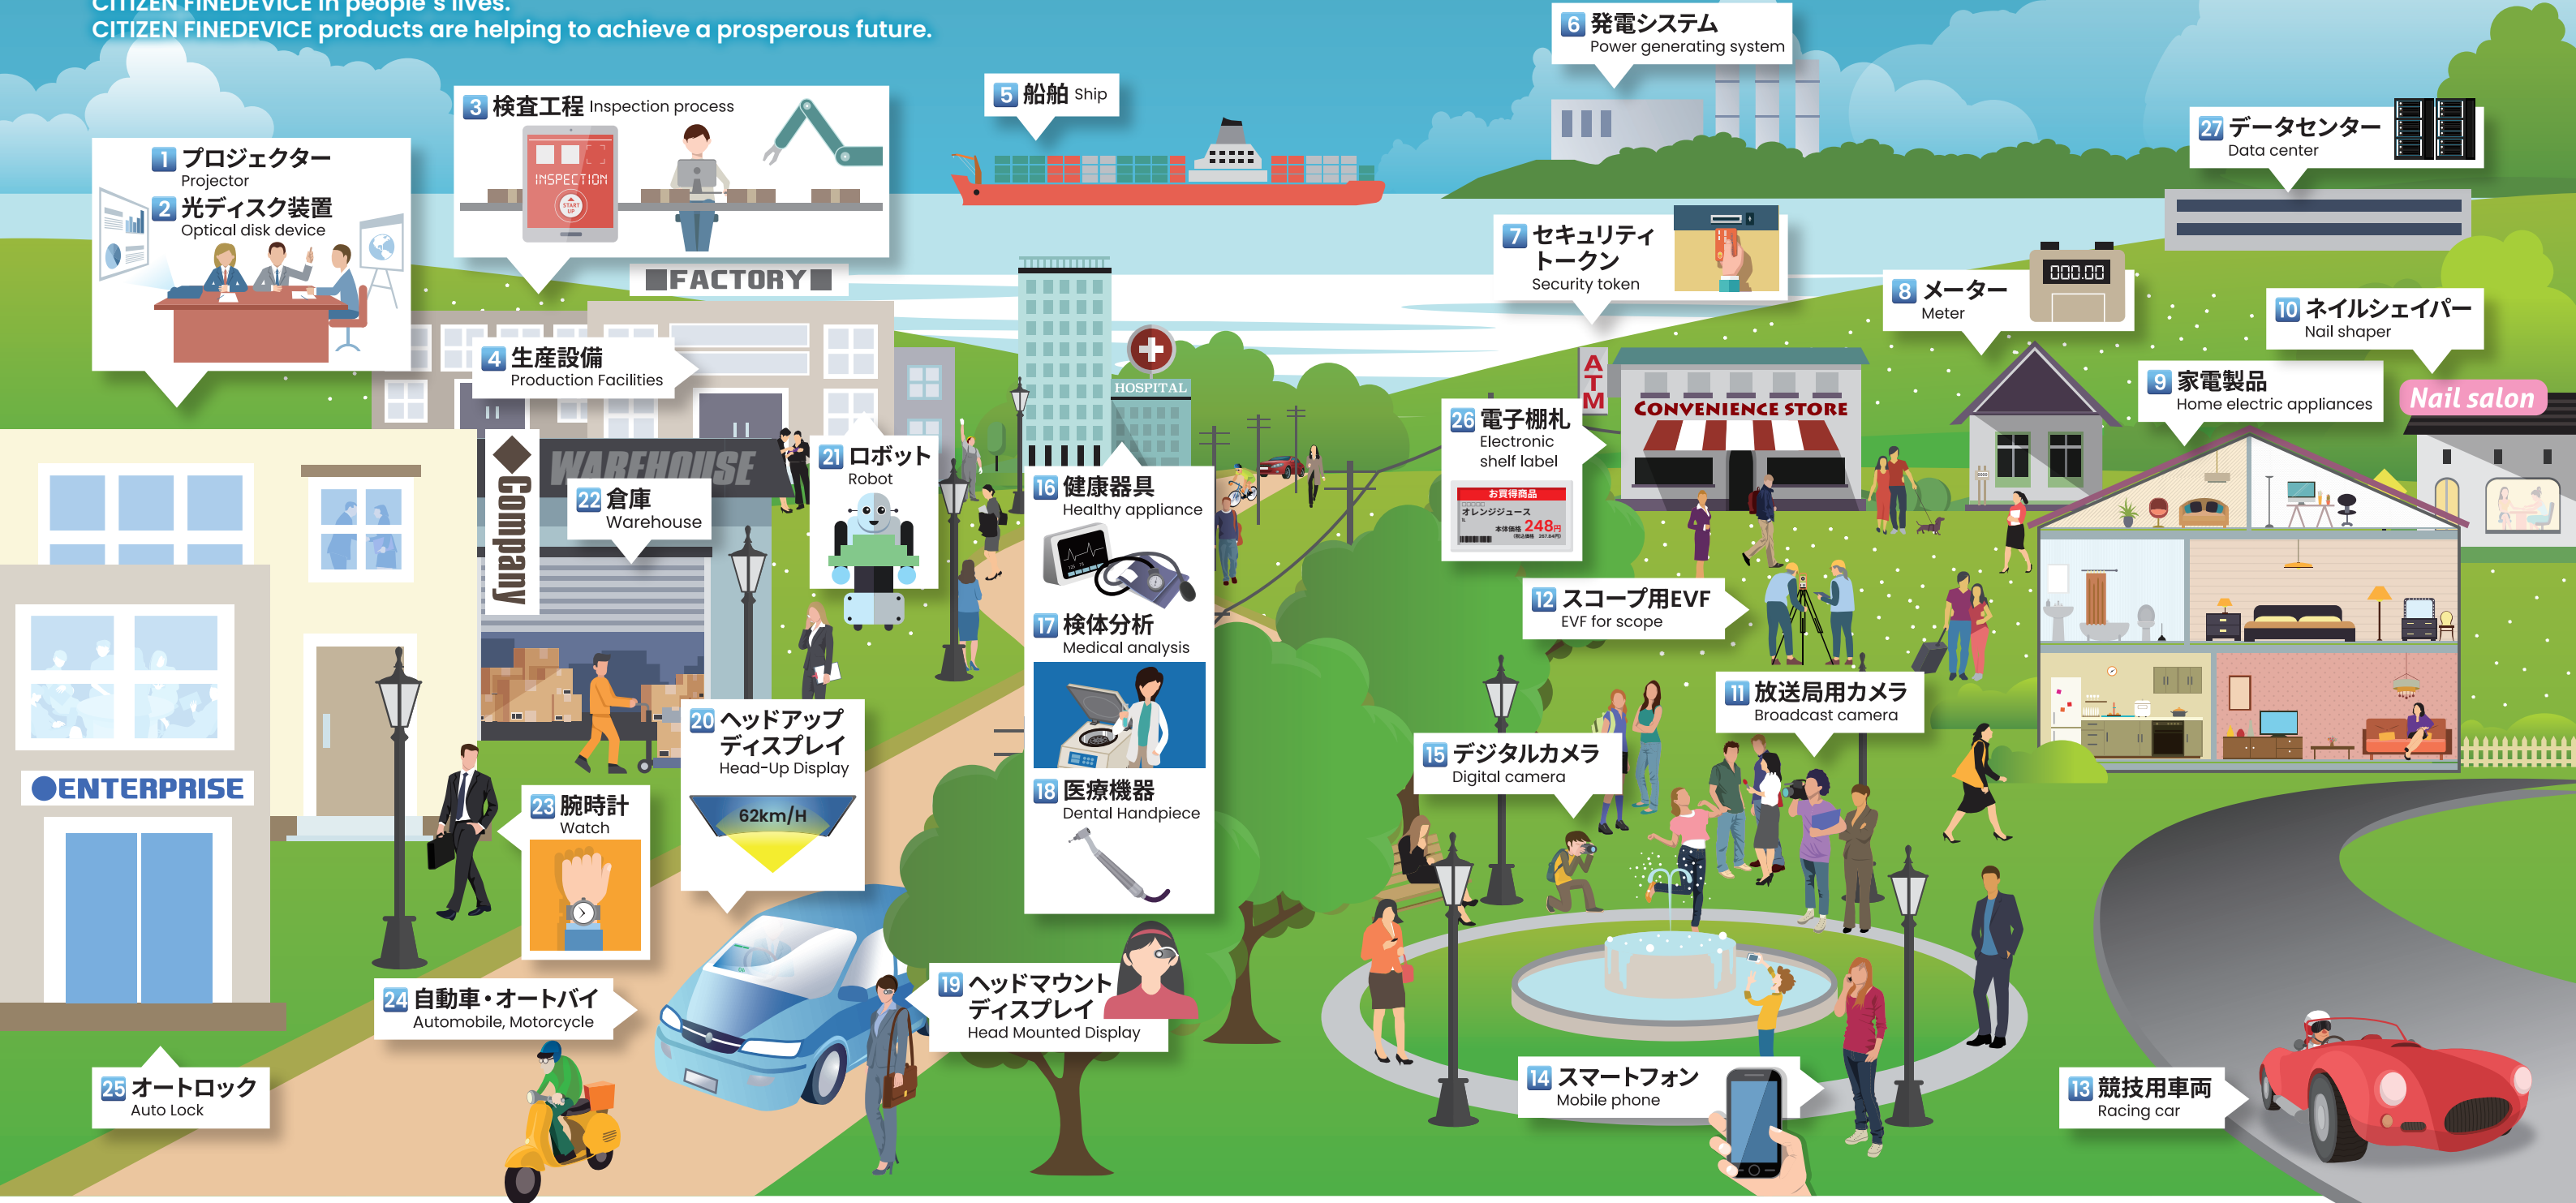 CITIZEN FINEDEVICE in people's lives.
CITIZEN FINEDEVICE products are helping to achieve a prosperous future.
1 プロジェクター
Projector
2 光ディスク装置
Optical disk device
3 検査工程 Inspection process
INSPECTION
START
UP
FACTORY
4 生産設備
Production Facilities
5 船舶 Ship
6 発電システム
Power generating system
7 セキュリティ
トークン
Security token
8 メーター
Meter
000.00
27 データセンター
Data center
10 ネイルシェイパー
Nail shaper
9 家電製品
Home electric appliances
Nail salon
ATM
CONVENIENCE STORE
26 電子棚札
Electronic
shelf label
お買得商品
オレンジジュース
本体価格 248円
HOSPITAL
Company
WAREHOUSE
22 倉庫
Warehouse
21 ロボット
Robot
16 健康器具
Healthy appliance
17 検体分析
Medical analysis
18 医療機器
Dental Handpiece
12 スコープ用EVF
EVF for scope
11 放送局用カメラ
Broadcast camera
15 デジタルカメラ
Digital camera
20 ヘッドアップ
ディスプレイ
Head-Up Display
62km/H
ENTERPRISE
23 腕時計
Watch
24 自動車・オートバイ
Automobile, Motorcycle
19 ヘッドマウント
ディスプレイ
Head Mounted Display
25 オートロック
Auto Lock
14 スマートフォン
Mobile phone
13 競技用車両
Racing car